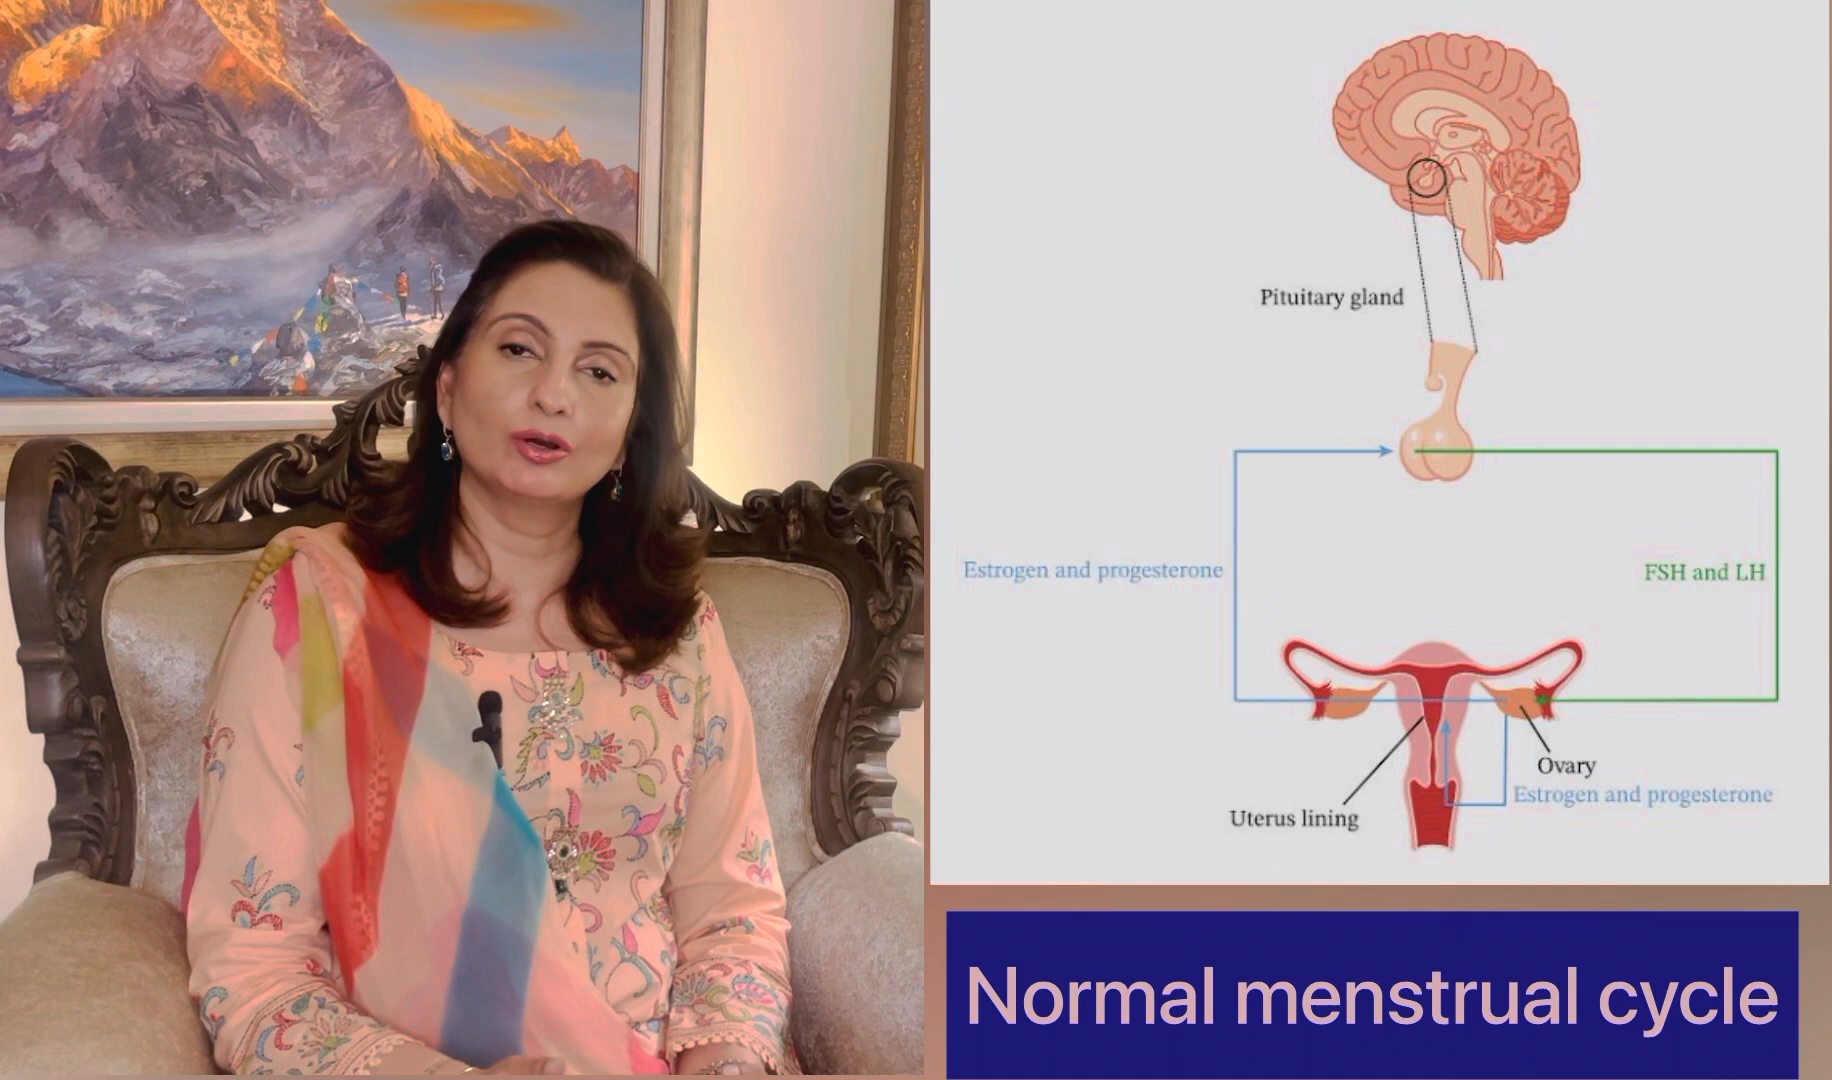 Pituitary gland
Estrogen and progesterone
FSH and LH
Ovary
Estrogen and progesterone
Uterus lining
Normal menstrual cycle